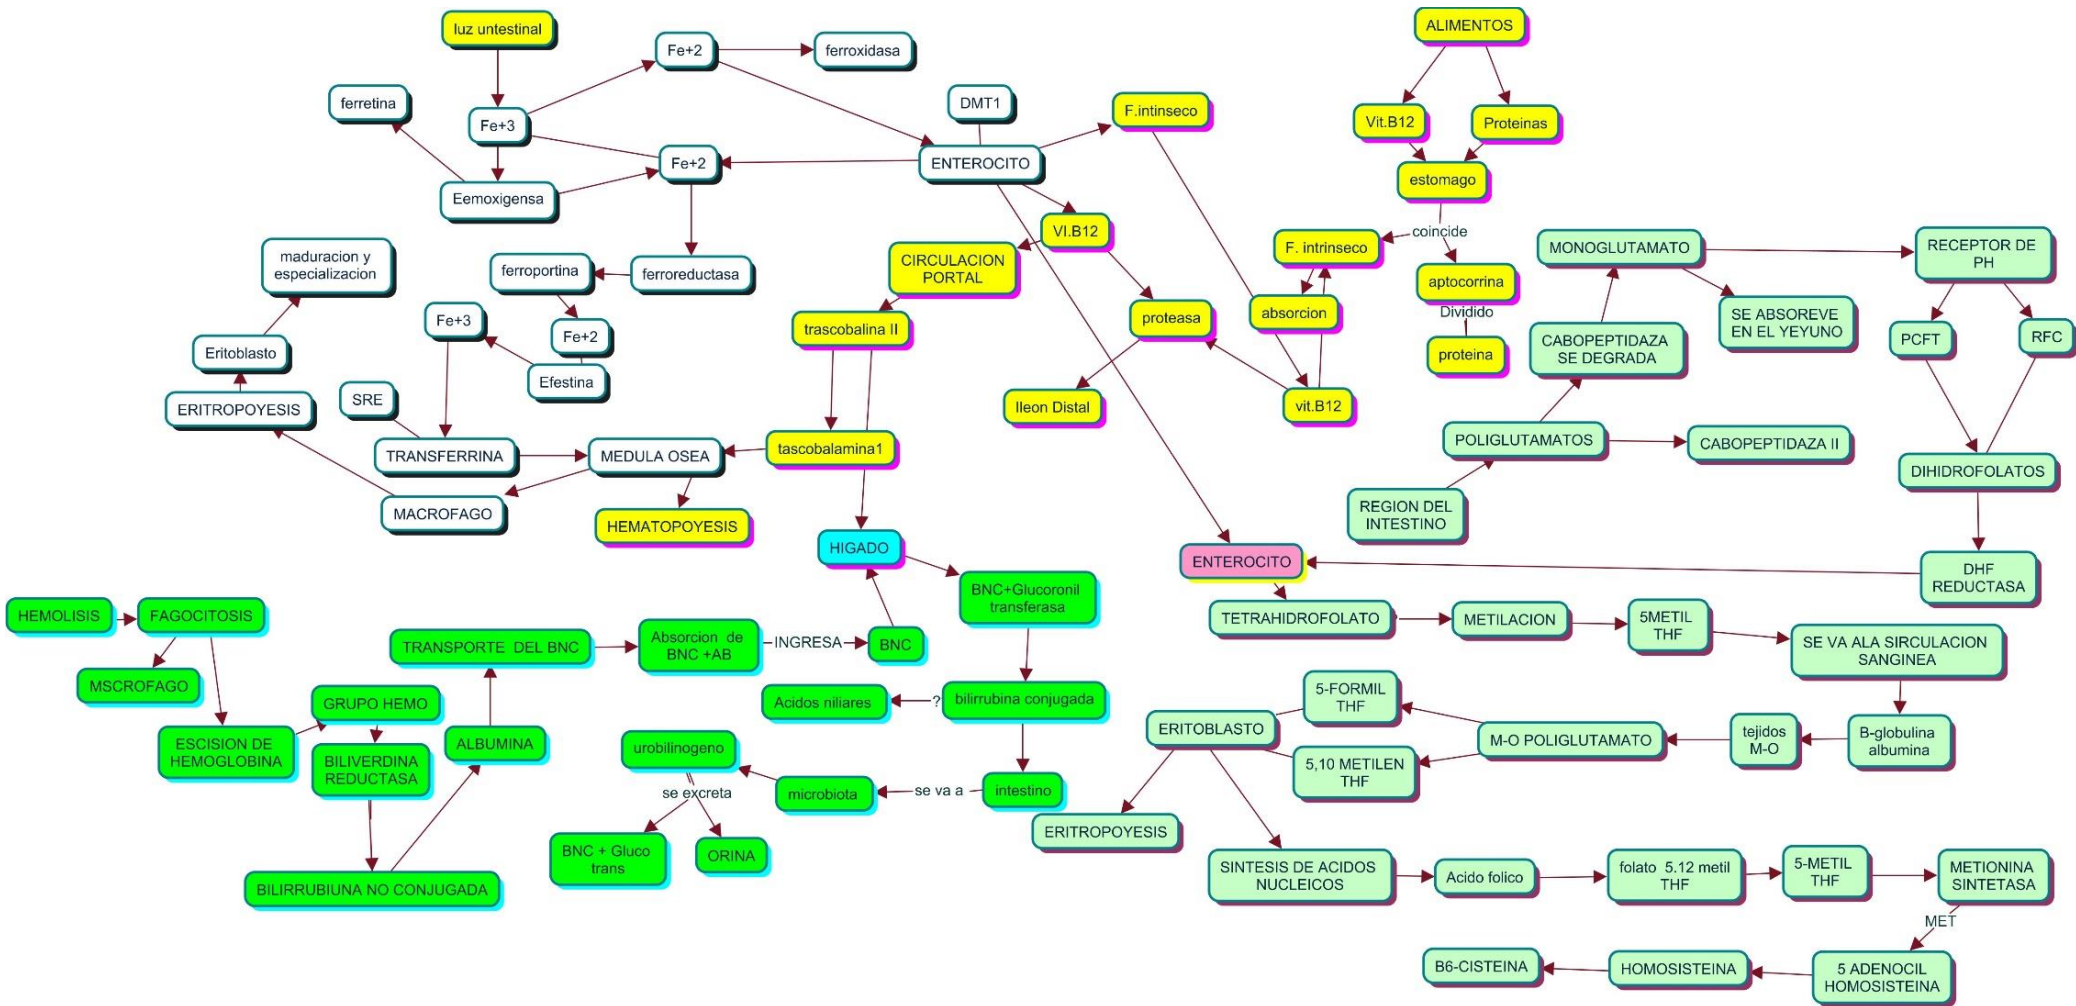 luz untestinal
Fe+2
ferroxidasa
ALIMENTOS
ferretina
Fe+3
DMT1
F.intinseco
Vit.B12
Proteinas
Fe+2
ENTEROCITO
Eemoxigensa
estomago
VI.B12
coincide
maduracion y
especializacion
ferroportina
ferroreductasa
CIRCULACION
PORTAL
F. intrinseco
aptocorrina
MONOGLUTAMATO
RECEPTOR DE
PH
Fe+3
Fe+2
trascobalina II
proteasa
absorcion
Dividido
SE ABSOREVE
EN EL YEYUNO
Eritoblasto
Efestina
proteina
CABOPEPTIDAZA
SE DEGRADA
PCFT
RFC
SRE
ERITROPOYESIS
Ileon Distal
vit.B12
TRANSFERRINA
MEDULA OSEA
tascobalamina1
POLIGLUTAMATOS
CABOPEPTIDAZA II
DIHIDROFOLATOS
MACROFAGO
HEMATOPOYESIS
REGION DEL
INTESTINO
HIGADO
ENTEROCITO
DHF
REDUCTASA
HEMOLISIS
FAGOCITOSIS
BNC+Glucoronil
transferasa
TETRAHIDROFOLATO
METILACION
5METIL
THF
TRANSPORTE DEL BNC
Absorcion de
BNC +AB
INGRESA
BNC
SE VA ALA SIRCULACION
SANGINEA
MSCROFAGO
GRUPO HEMO
Acidos niliares
?
bilirrubina conjugada
5-FORMIL
THF
ESCISION DE
HEMOGLOBINA
BILIVERDINA
REDUCTASA
ALBUMINA
urobilinogeno
ERITOBLASTO
M-O POLIGLUTAMATO
tejidos
M-O
B-globulina
albumina
5,10 METILEN
THF
se excreta
microbiota
se va a
intestino
BNC + Gluco
trans
ORINA
ERITROPOYESIS
BILIRRUBIUNA NO CONJUGADA
SINTESIS DE ACIDOS
NUCLEICOS
Acido folico
folato 5.12 metil
THF
5-METIL
THF
METIONINA
SINTETASA
MET
B6-CISTEINA
HOMOSISTEINA
5 ADENOCIL
HOMOSISTEINA